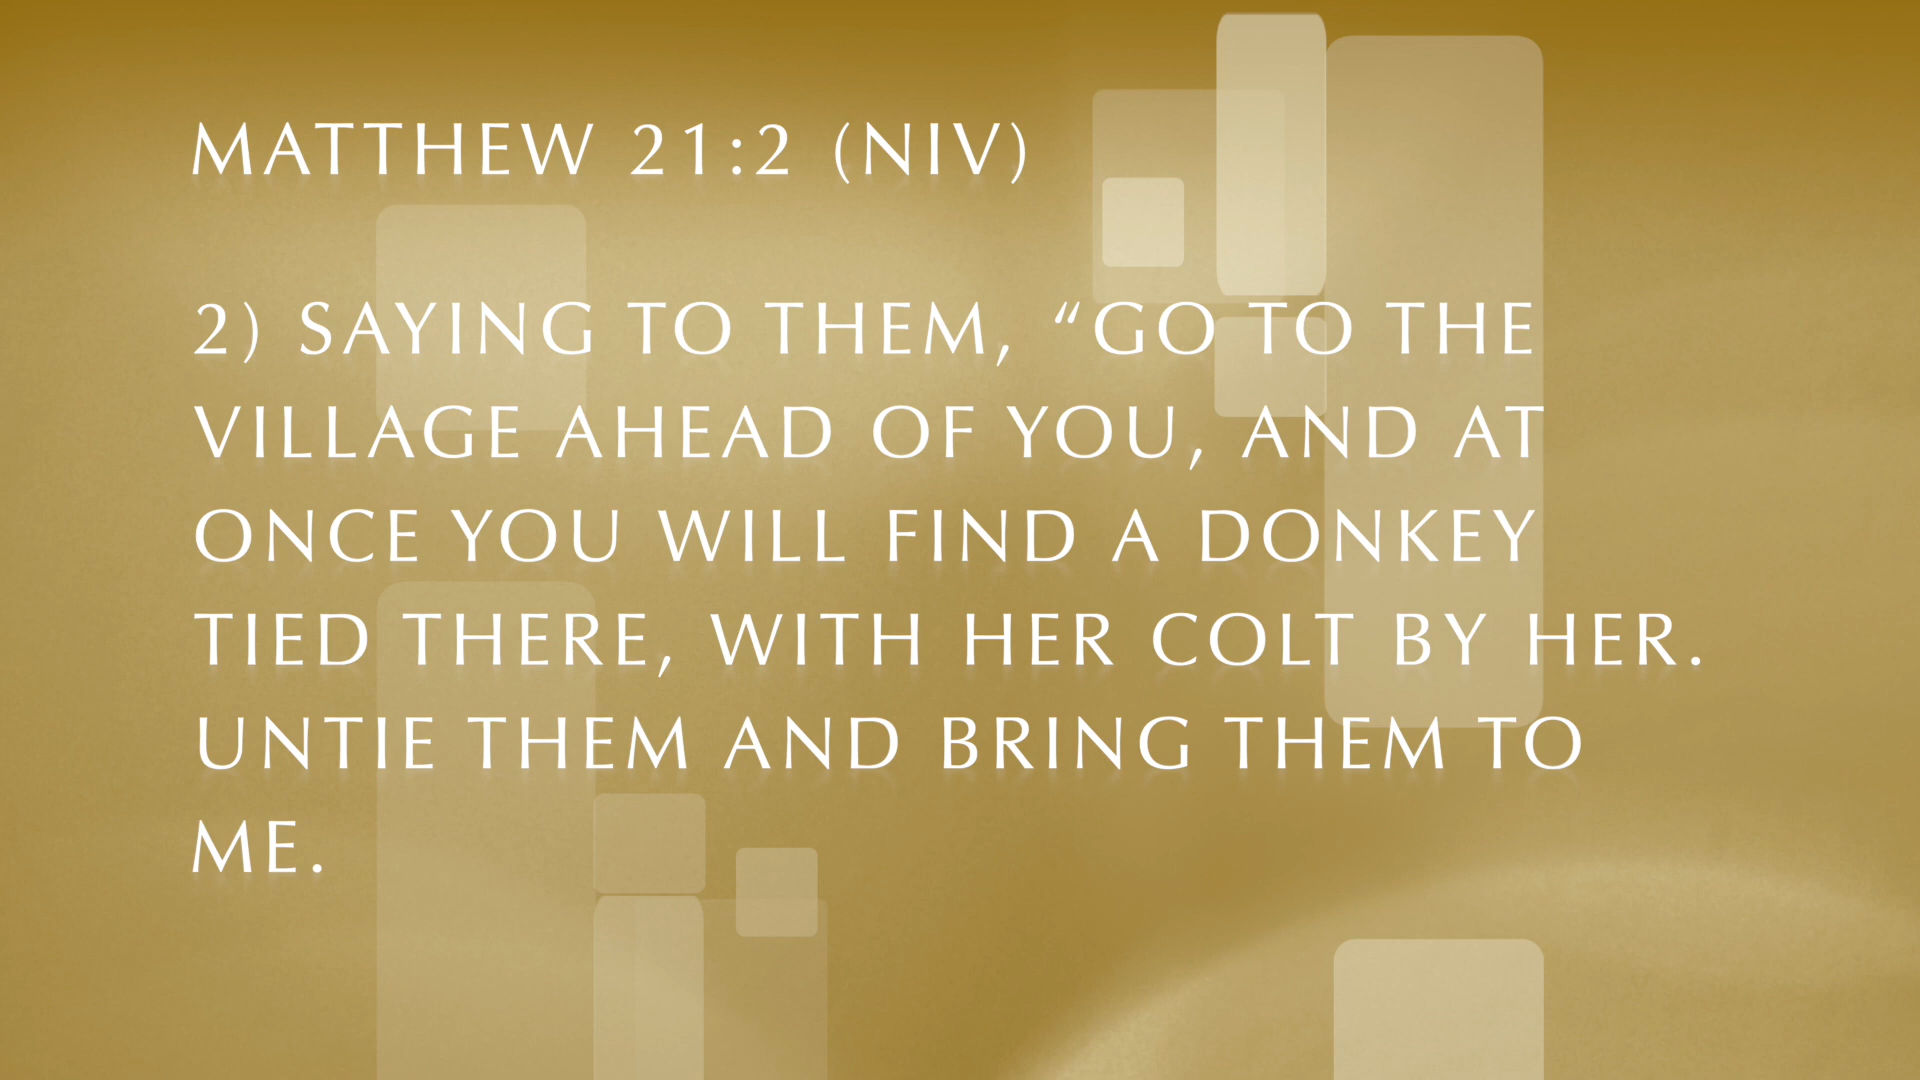 MATTHEW 21:2 (NIV)
2) SAYING TO THEM, “GO TO THE
VILLAGE AHEAD OF YOU, AND AT
ONCE YOU WILL FIND A DONKEY
TIED THERE, WITH HER COLT BY HER.
UNTIE THEM AND BRING THEM TO
ME.